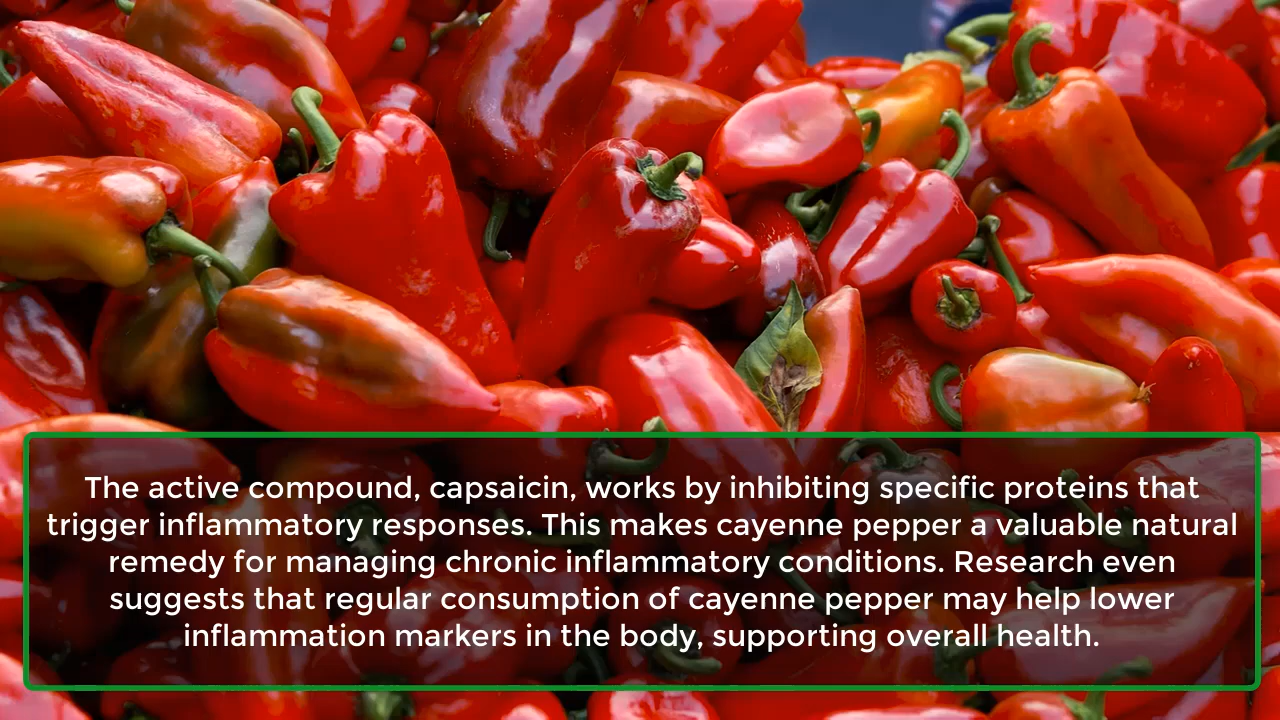 The active compound, capsaicin, works by inhibiting specific proteins that
trigger inflammatory responses. This makes cayenne pepper a valuable natural
remedy for managing chronic inflammatory conditions. Research even
suggests that regular consumption of cayenne pepper may help lower
inflammation markers in the body, supporting overall health.